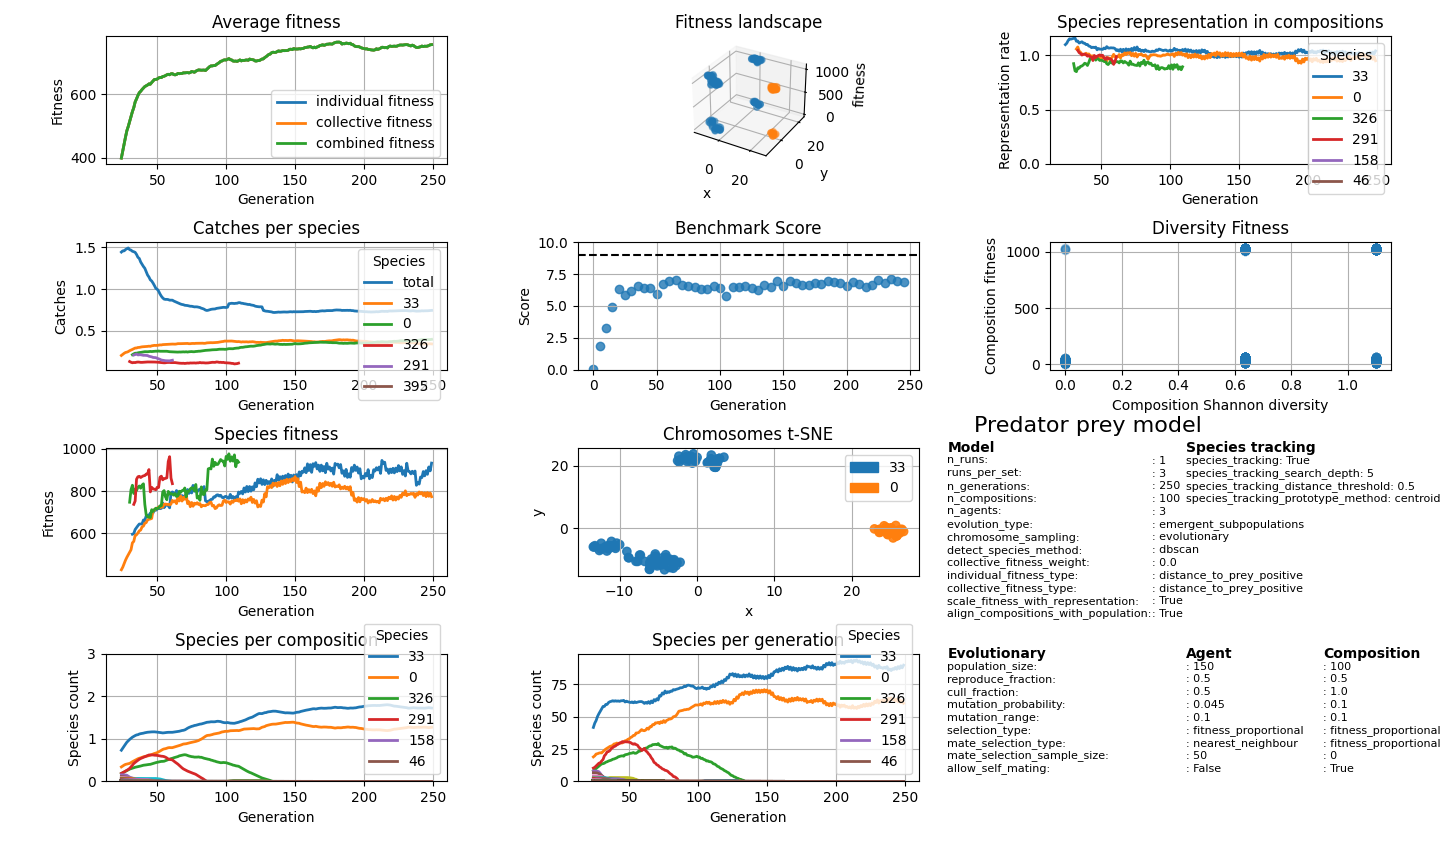 Average fitness
Fitness
600
400
individual fitness
collective fitness
combined fitness
50 100 150 200 250
Generation
Fitness landscape
1000
500
0
fitness
20
0
y
0
20
x
Species representation in compositions
Representation rate
1.0
0.5
0.0
Species
33
0
326
291
158
46
50 100 150 200 250
Generation
Catches per species
Catches
1.5
1.0
0.5
Species
total
33
0
326
291
395
50 100 150 200 250
Generation
Benchmark Score
Score
10.0
7.5
5.0
2.5
0.0
0 50 100 150 200 250
Generation
Diversity Fitness
Composition fitness
1000
500
0
0.0 0.2 0.4 0.6 0.8 1.0
Composition Shannon diversity
Species fitness
Fitness
1000
800
600
50 100 150 200 250
Generation
Chromosomes t-SNE
y
20
0
33
0
−10 0 10 20
x
Predator prey model
Model
n_runs: : 1
runs_per_set: : 3
n_generations: : 250
n_compositions: : 100
n_agents: : 3
evolution_type: : emergent_subpopulations
chromosome_sampling: : evolutionary
detect_species_method: : dbscan
collective_fitness_weight: : 0.0
individual_fitness_type: : distance_to_prey_positive
collective_fitness_type: : distance_to_prey_positive
scale_fitness_with_representation: : True
align_compositions_with_population: : True
Species tracking
species_tracking: True
species_tracking_search_depth: 5
species_tracking_distance_threshold: 0.5
species_tracking_prototype_method: centroid
Species per composition
Species count
3
2
1
0
Species
33
0
326
291
158
46
50 100 150 200 250
Generation
Species per generation
Species count
75
50
25
0
Species
33
0
326
291
158
46
50 100 150 200 250
Generation
Evolutionary Agent Composition
population_size: : 150 : 100
reproduce_fraction: : 0.5 : 0.5
cull_fraction: : 0.5 : 1.0
mutation_probability: : 0.045 : 0.1
mutation_range: : 0.1 : 0.1
selection_type: : fitness_proportional : fitness_proportional
mate_selection_type: : nearest_neighbour : fitness_proportional
mate_selection_sample_size: : 50 : 0
allow_self_mating: : False : True